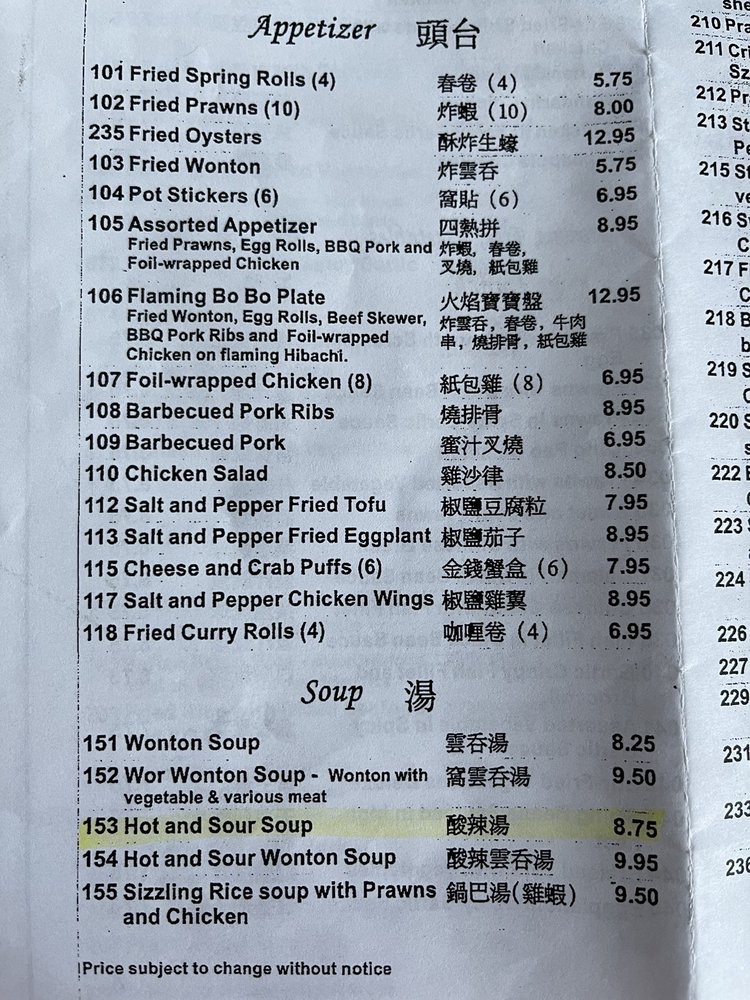 Appetizer 頭台
101 Fried Spring Rolls (4) 春卷 (4) 5.75
102 Fried Prawns (10) 炸蝦 (10) 8.00
235 Fried Oysters 酥炸生蠔 12.95
103 Fried Wonton 炸雲吞 5.75
104 Pot Stickers (6) 窩貼 (6) 6.95
105 Assorted Appetizer 四熱拼 8.95
Fried Prawns, Egg Rolls, BBQ Pork and 炸蝦, 春卷,
Foil-wrapped Chicken 叉燒, 紙包雞
106 Flaming Bo Bo Plate 火焰寶寶盤 12.95
Fried Wonton, Egg Rolls, Beef Skewer, 炸雲吞, 春卷, 牛肉
BBQ Pork Ribs and Foil-wrapped 串, 燒排骨, 紙包雞
Chicken on flaming Hibachi.
107 Foil-wrapped Chicken (8) 紙包雞 (8) 6.95
108 Barbecued Pork Ribs 燒排骨 8.95
109 Barbecued Pork 蜜汁叉燒 6.95
110 Chicken Salad 雞沙律 8.50
112 Salt and Pepper Fried Tofu 椒鹽豆腐粒 7.95
113 Salt and Pepper Fried Eggplant 椒鹽茄子 8.95
115 Cheese and Crab Puffs (6) 金錢蟹盒 (6) 7.95
117 Salt and Pepper Chicken Wings 椒鹽雞翼 8.95
118 Fried Curry Rolls (4) 咖喱卷 (4) 6.95
Soup 湯
151 Wonton Soup 雲吞湯 8.25
152 Wor Wonton Soup - Wonton with 窩雲吞湯 9.50
vegetable & various meat
153 Hot and Sour Soup 酸辣湯 8.75
154 Hot and Sour Wonton Soup 酸辣雲吞湯 9.95
155 Sizzling Rice soup with Prawns 鍋巴湯(雞蝦) 9.50
and Chicken
Price subject to change without notice
210
211
212
213
215
216
217
218
219
220
222
223
224
226
227
229
231
233
236